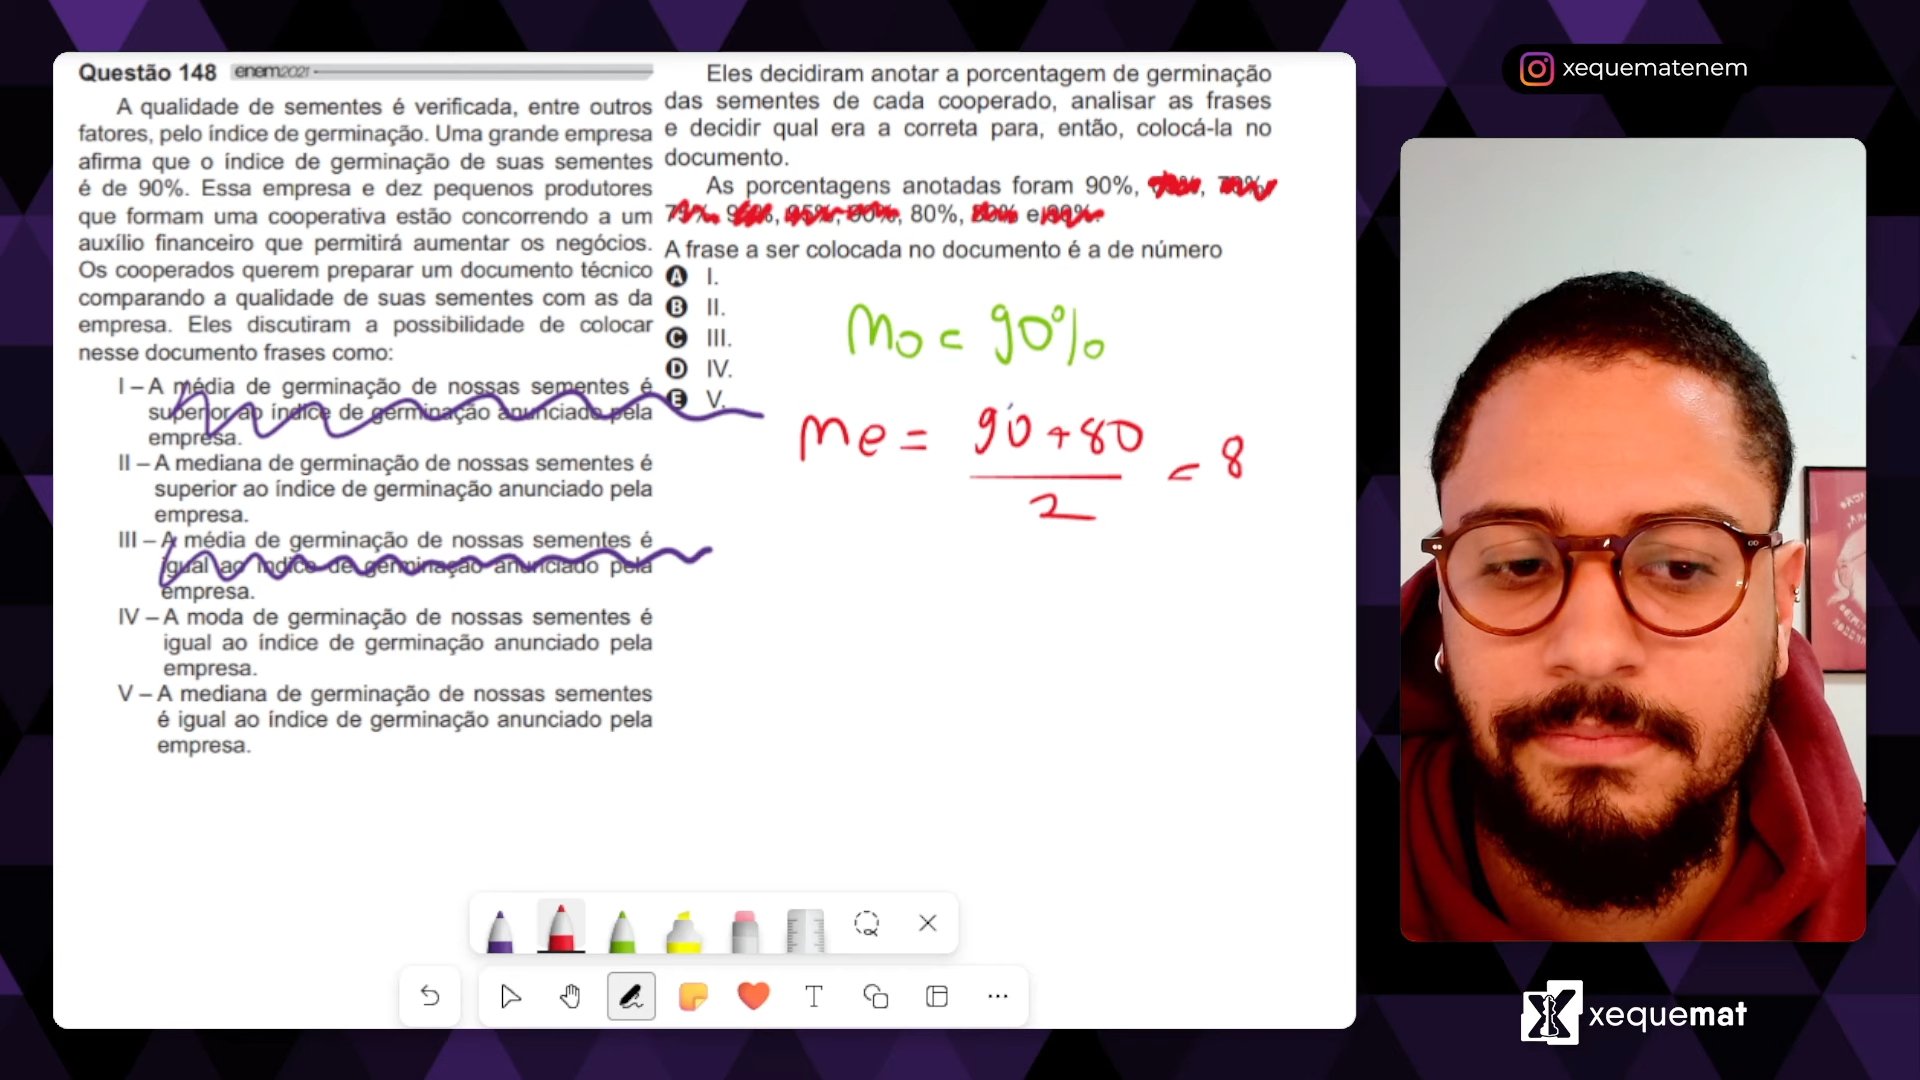 Questão 148 enem2021
A qualidade de sementes é verificada, entre outros
fatores, pelo índice de germinação. Uma grande empresa
afirma que o índice de germinação de suas sementes
é de 90%. Essa empresa e dez pequenos produtores
que formam uma cooperativa estão concorrendo a um
auxílio financeiro que permitirá aumentar os negócios.
Os cooperados querem preparar um documento técnico
comparando a qualidade de suas sementes com as da
empresa. Eles discutiram a possibilidade de colocar
nesse documento frases como:
I – A média de germinação de nossas sementes é
superior ao índice de germinação anunciado pela
empresa.
II – A mediana de germinação de nossas sementes é
superior ao índice de germinação anunciado pela
empresa.
III – A média de germinação de nossas sementes é
igual ao índice de germinação anunciado pela
empresa.
IV – A moda de germinação de nossas sementes é
igual ao índice de germinação anunciado pela
empresa.
V – A mediana de germinação de nossas sementes
é igual ao índice de germinação anunciado pela
empresa.
Eles decidiram anotar a porcentagem de germinação
das sementes de cada cooperado, analisar as frases
e decidir qual era a correta para, então, colocá-la no
documento.
As porcentagens anotadas foram 90%,
80%, e
A frase a ser colocada no documento é a de número
A I.
B II.
C III.
D IV.
E V.
Mo = 90%
Me = 90 + 80
2
= 8
xequematenem
xequemat